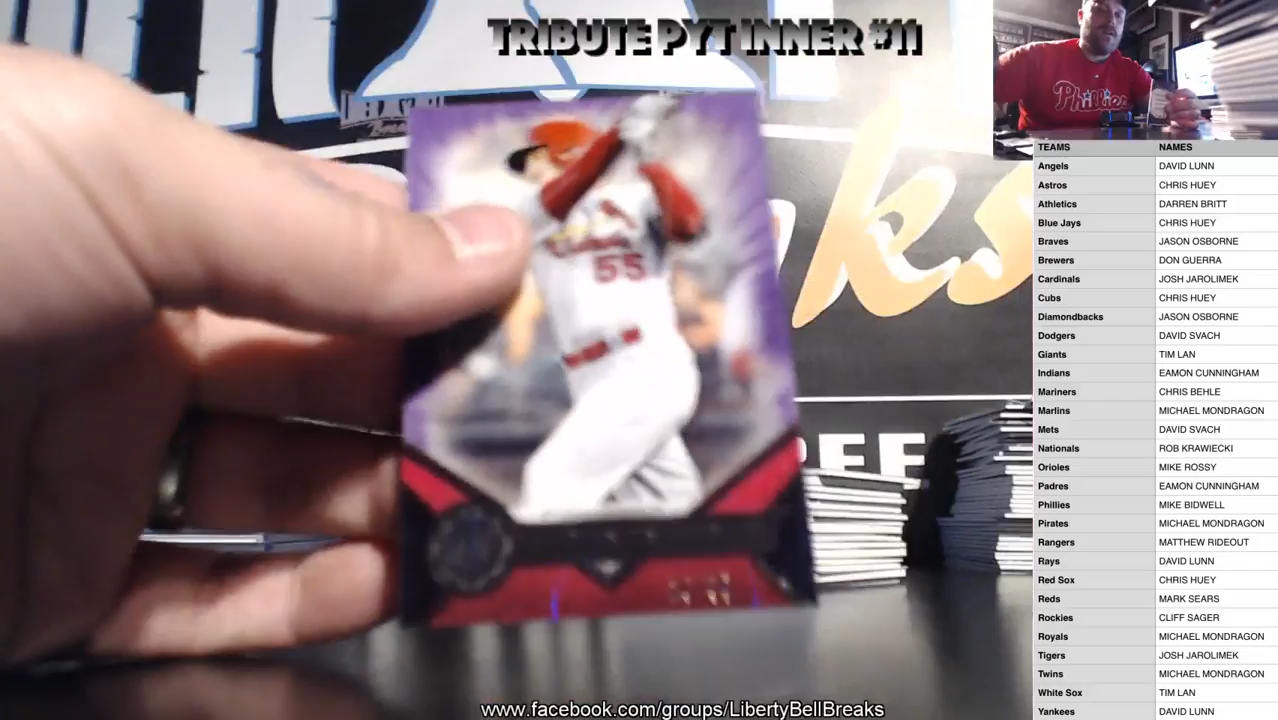 TRIBUTE PYT INNER #11
Phillies
55
TEAMS NAMES
Angels DAVID LUNN
Astros CHRIS HUEY
Athletics DARREN BRITT
Blue Jays CHRIS HUEY
Braves JASON OSBORNE
Brewers DON GUERRA
Cardinals JOSH JAROLIMEK
Cubs CHRIS HUEY
Diamondbacks JASON OSBORNE
Dodgers DAVID SVACH
Giants TIM LAN
Indians EAMON CUNNINGHAM
Mariners CHRIS BEHLE
Marlins MICHAEL MONDRAGON
Mets DAVID SVACH
Nationals ROB KRAWIECKI
Orioles MIKE ROSSY
Padres EAMON CUNNINGHAM
Phillies MIKE BIDWELL
Pirates MICHAEL MONDRAGON
Rangers MATTHEW RIDEOUT
Rays DAVID LUNN
Red Sox CHRIS HUEY
Reds MARK SEARS
Rockies CLIFF SAGER
Royals MICHAEL MONDRAGON
Tigers JOSH JAROLIMEK
Twins MICHAEL MONDRAGON
White Sox TIM LAN
Yankees DAVID LUNN
www.facebook.com/groups/LibertyBellBreaks